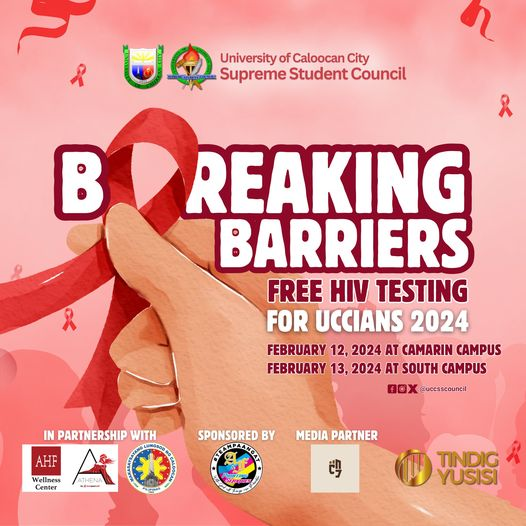 University of Caloocan City
Supreme Student Council
B REAKING
BARRIERS
FREE HIV TESTING
FOR UCCIANS 2024
FEBRUARY 12, 2024 AT CAMARIN CAMPUS
FEBRUARY 13, 2024 AT SOUTH CAMPUS
@uccsscouncil
IN PARTNERSHIP WITH
SPONSORED BY
MEDIA PARTNER
AHF
Wellness
Center
ATHENA
TINDIG
YUSISI